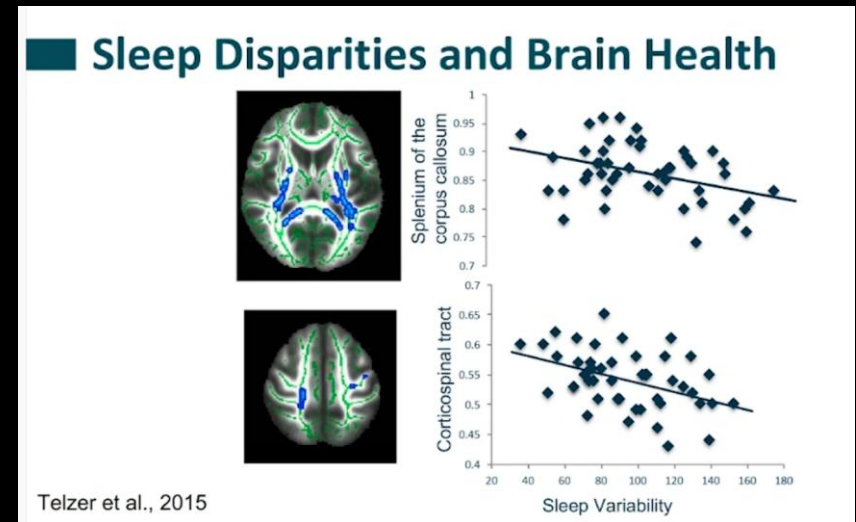 Sleep Disparities and Brain Health
Splenium of the
corpus callosum
1
0.95
0.9
0.85
0.8
0.75
0.7
Corticospinal tract
0.7
0.65
0.6
0.55
0.5
0.45
0.4
20 40 60 80 100 120 140 160 180
Sleep Variability
Telzer et al., 2015